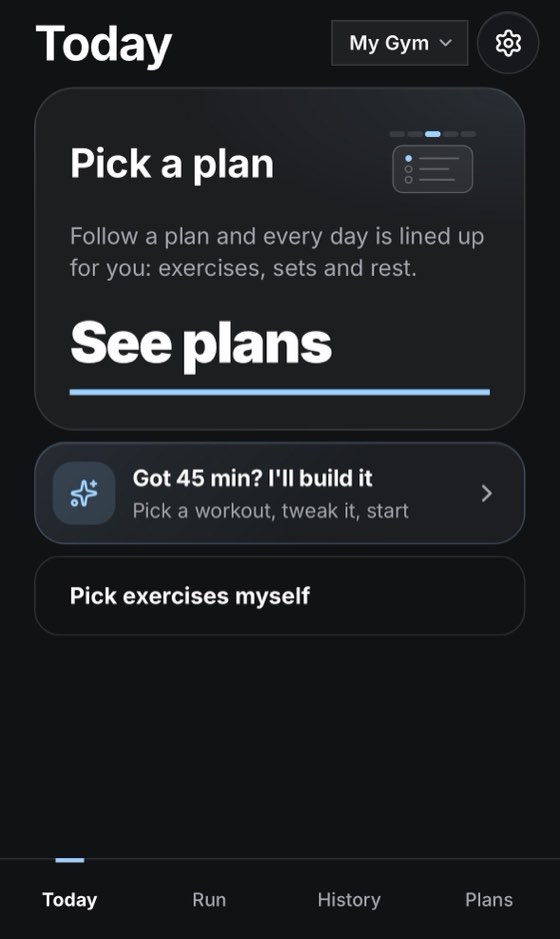 Today
My Gym
Pick a plan
Follow a plan and every day is lined up
for you: exercises, sets and rest.
See plans
Got 45 min? I'll build it
Pick a workout, tweak it, start
Pick exercises myself
Today
Run
History
Plans